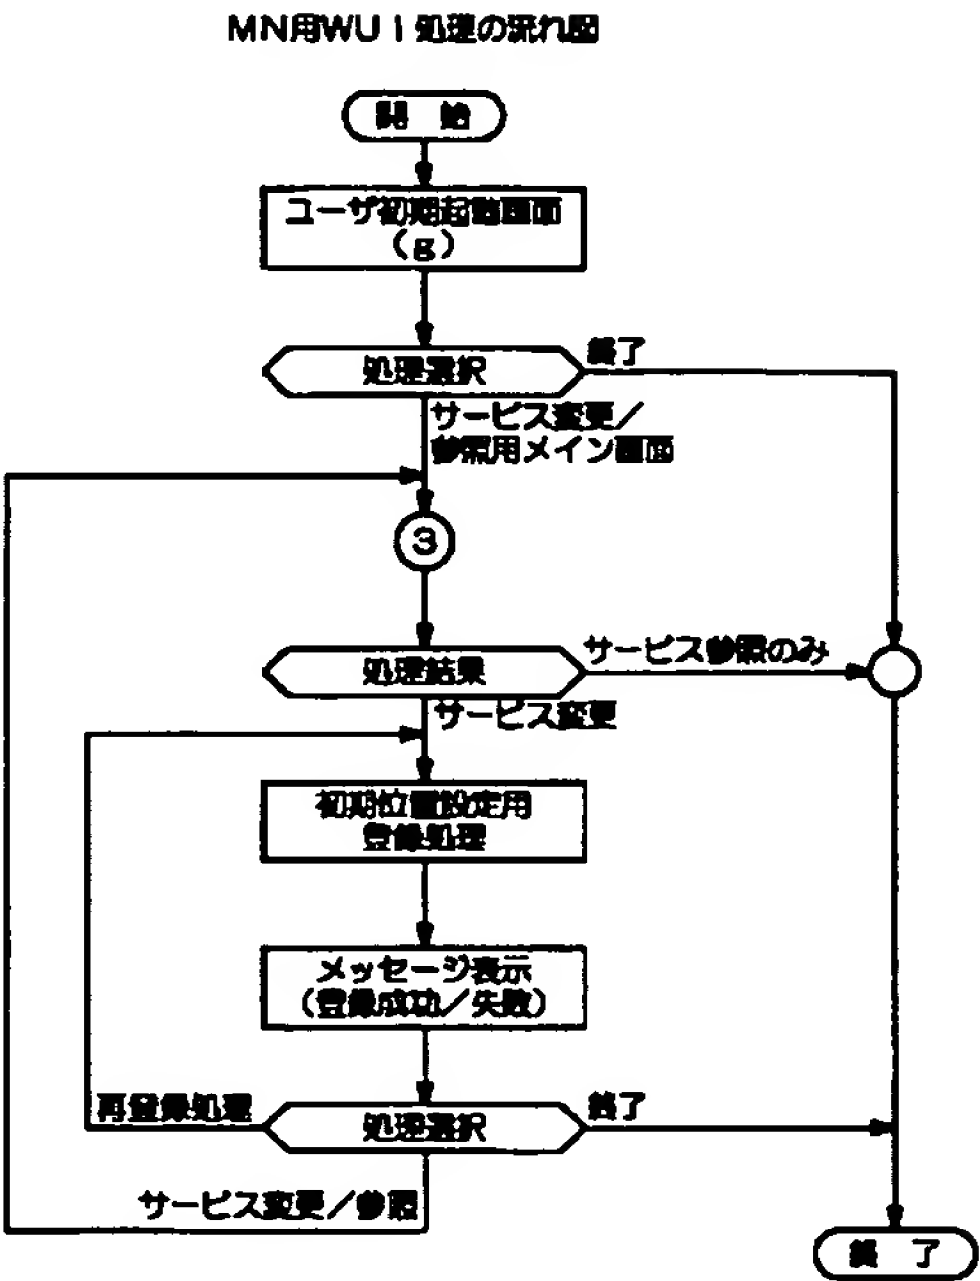 MN用WUI処理の流れ図
開 始
ユーザ初期起動画面
(g)
処理選択
終了
サービス変更/
参照用メイン画面
③
処理結果
サービス参照のみ
サービス変更
初期位置設定用
登録処理
メッセージ表示
(登録成功/失敗)
再登録処理
処理選択
終了
サービス変更/参照
終 了